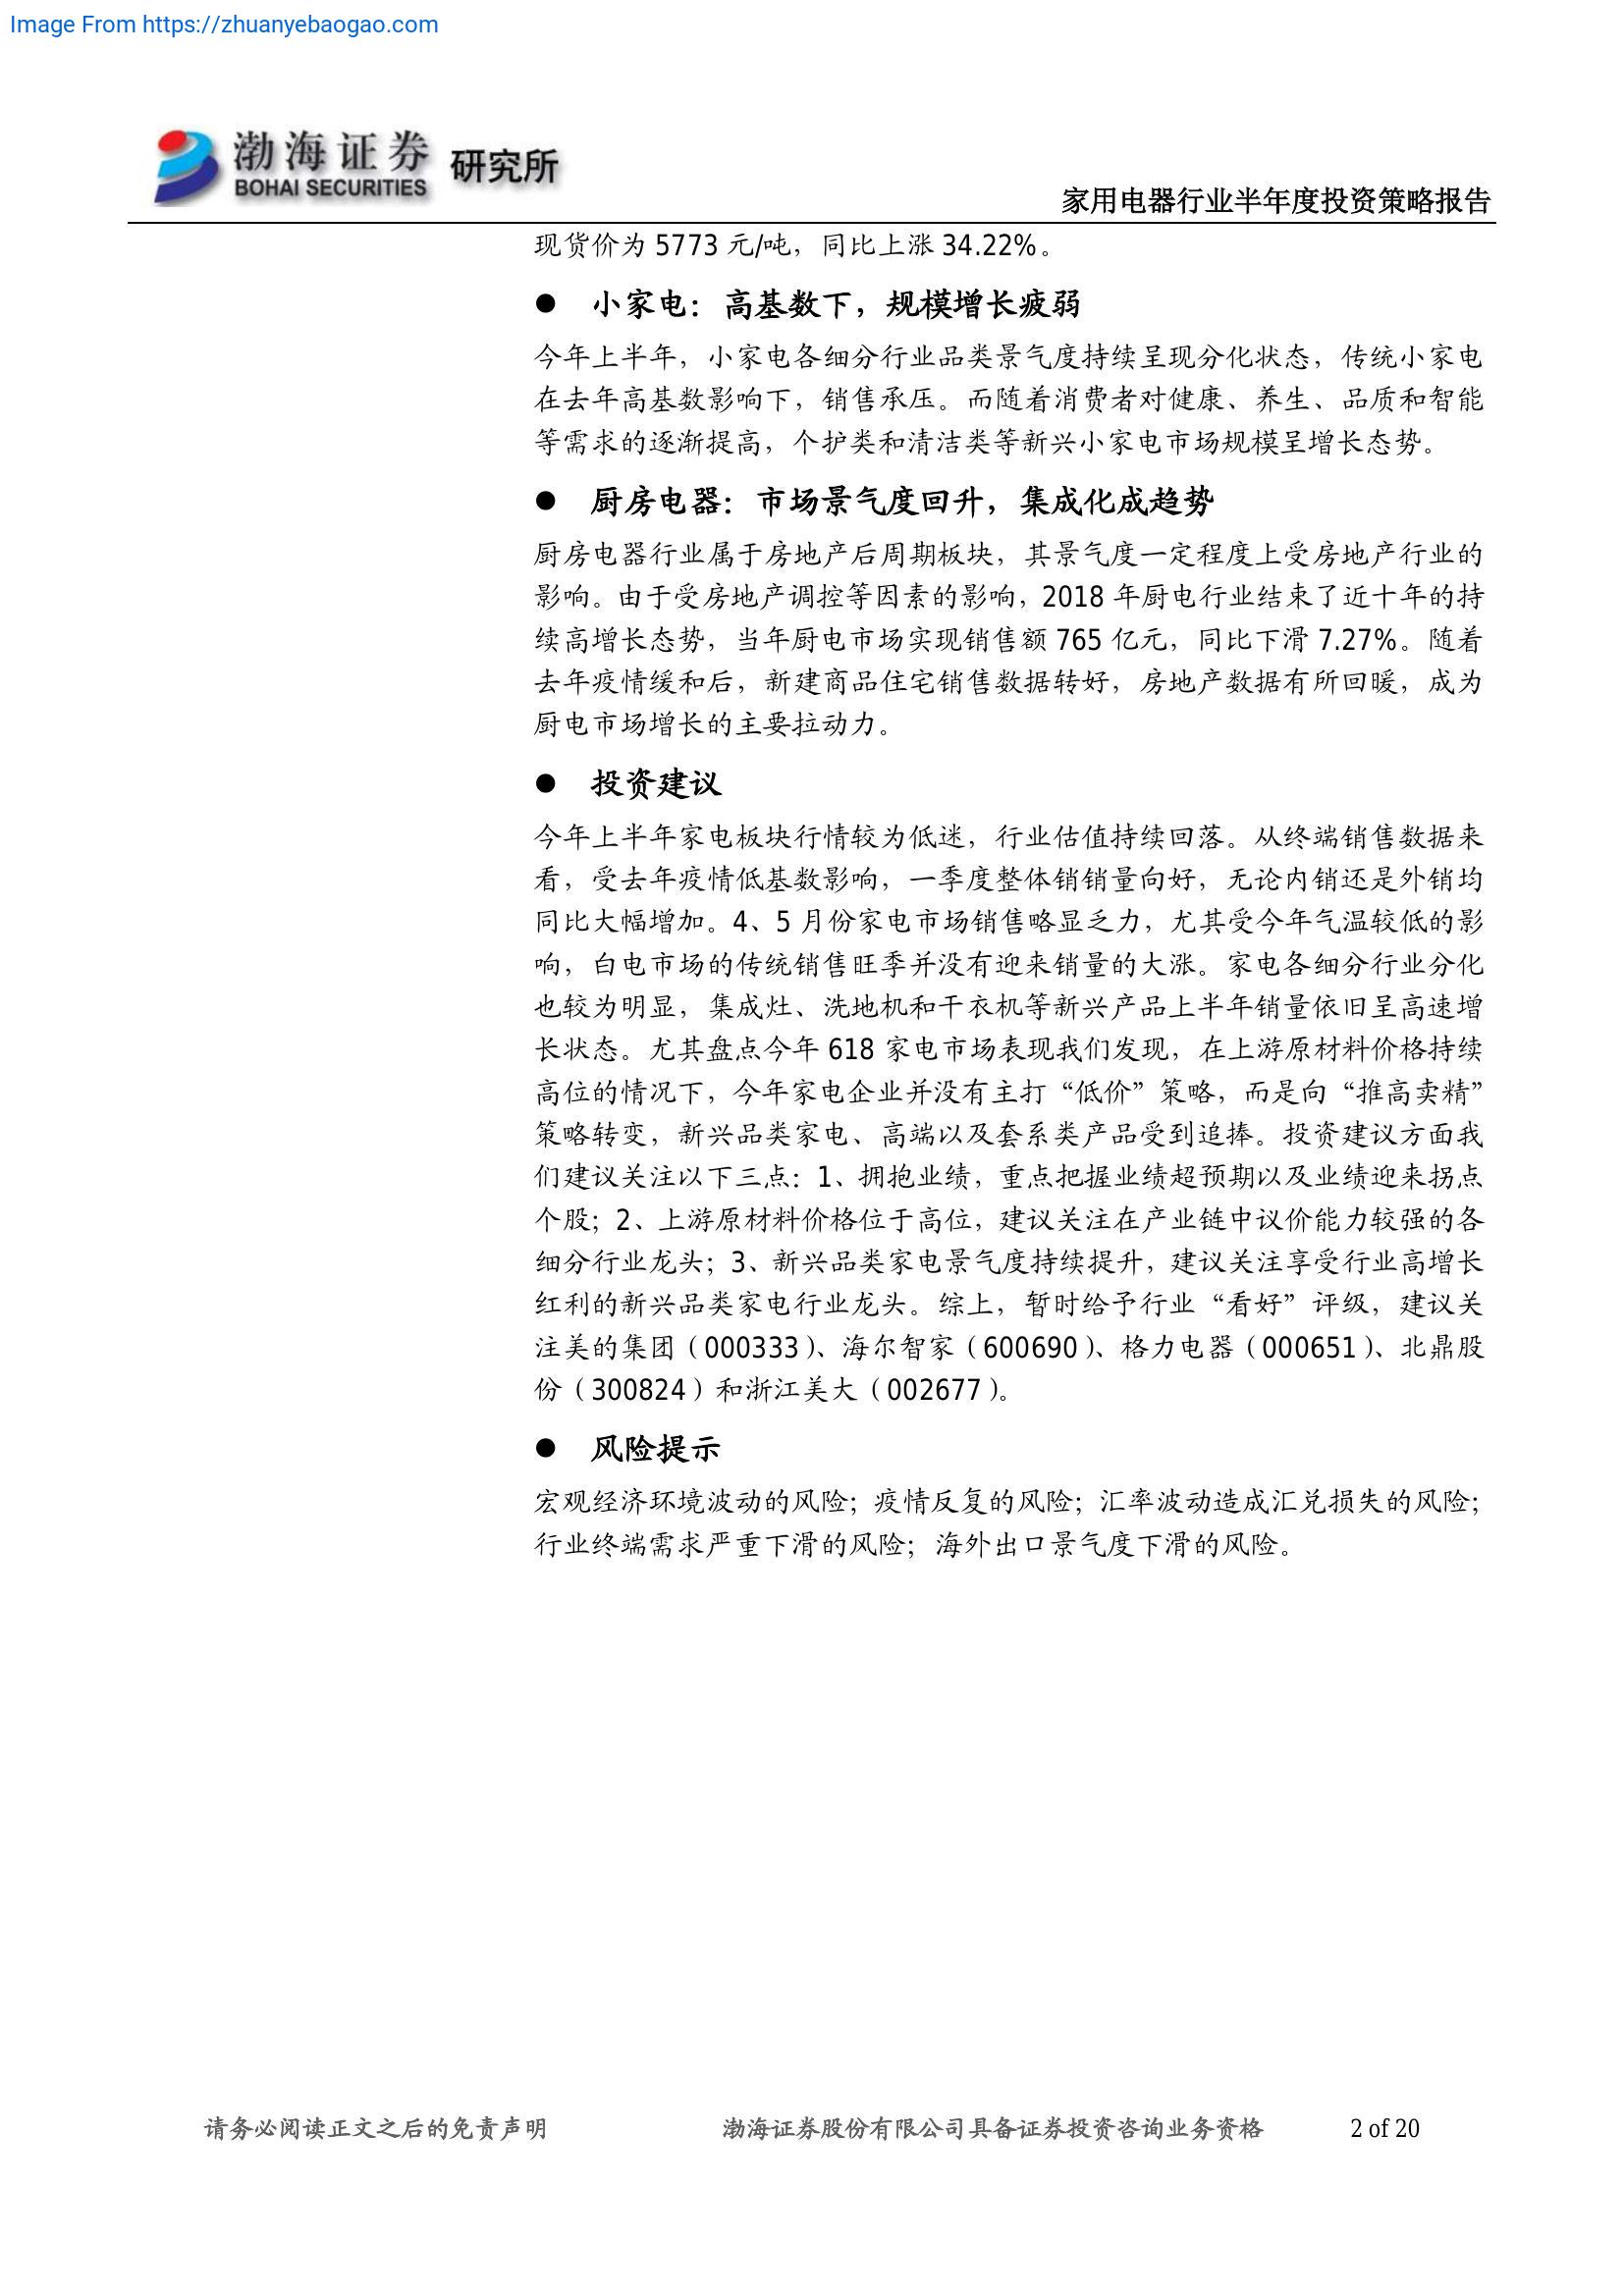 Image From https://zhuanyebaogao.com
渤海证券 研究所
BOHAI SECURITIES
家用电器行业半年度投资策略报告
现货价为 5773 元/吨，同比上涨 34.22%。
● 小家电：高基数下，规模增长疲弱
今年上半年，小家电各细分行业品类景气度持续呈现分化状态，传统小家电
在去年高基数影响下，销售承压。而随着消费者对健康、养生、品质和智能
等需求的逐渐提高，个护类和清洁类等新兴小家电市场规模呈增长态势。
● 厨房电器：市场景气度回升，集成化成趋势
厨房电器行业属于房地产后周期板块，其景气度一定程度上受房地产行业的
影响。由于受房地产调控等因素的影响，2018 年厨电行业结束了近十年的持
续高增长态势，当年厨电市场实现销售额 765 亿元，同比下滑 7.27%。随着
去年疫情缓和后，新建商品住宅销售数据转好，房地产数据有所回暖，成为
厨电市场增长的主要拉动力。
● 投资建议
今年上半年家电板块行情较为低迷，行业估值持续回落。从终端销售数据来
看，受去年疫情低基数影响，一季度整体销销量向好，无论内销还是外销均
同比大幅增加。4、5 月份家电市场销售略显乏力，尤其受今年气温较低的影
响，白电市场的传统销售旺季并没有迎来销量的大涨。家电各细分行业分化
也较为明显，集成灶、洗地机和干衣机等新兴产品上半年销量依旧呈高速增
长状态。尤其盘点今年 618 家电市场表现我们发现，在上游原材料价格持续
高位的情况下，今年家电企业并没有主打“低价”策略，而是向“推高卖精”
策略转变，新兴品类家电、高端以及套系类产品受到追捧。投资建议方面我
们建议关注以下三点：1、拥抱业绩，重点把握业绩超预期以及业绩迎来拐点
个股；2、上游原材料价格位于高位，建议关注在产业链中议价能力较强的各
细分行业龙头；3、新兴品类家电景气度持续提升，建议关注享受行业高增长
红利的新兴品类家电行业龙头。综上，暂时给予行业“看好”评级，建议关
注美的集团（000333）、海尔智家（600690）、格力电器（000651）、北鼎股
份（300824）和浙江美大（002677）。
● 风险提示
宏观经济环境波动的风险；疫情反复的风险；汇率波动造成汇兑损失的风险；
行业终端需求严重下滑的风险；海外出口景气度下滑的风险。
请务必阅读正文之后的免责声明 渤海证券股份有限公司具备证券投资咨询业务资格 2 of 20